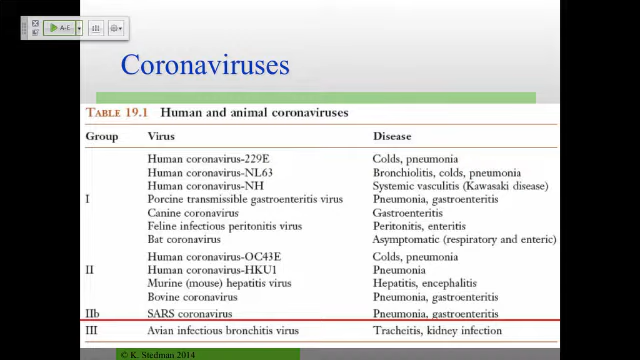 A-E
Coronaviruses
TABLE 19.1 Human and animal coronaviruses
Group Virus Disease
Human coronavirus-229E Colds, pneumonia
Human coronavirus-NL63 Bronchiolitis, colds, pneumonia
Human coronavirus-NH Systemic vasculitis (Kawasaki disease)
I Porcine transmissible gastroenteritis virus Pneumonia, gastroenteritis
Canine coronavirus Gastroenteritis
Feline infectious peritonitis virus Peritonitis, enteritis
Bat coronavirus Asymptomatic (respiratory and enteric)
Human coronavirus-OC43E Colds, pneumonia
II Human coronavirus-HKU1 Pneumonia
Murine (mouse) hepatitis virus Hepatitis, encephalitis
Bovine coronavirus Pneumonia, gastroenteritis
IIb SARS coronavirus Pneumonia, gastroenteritis
III Avian infectious bronchitis virus Tracheitis, kidney infection
© K. Stedman 2014